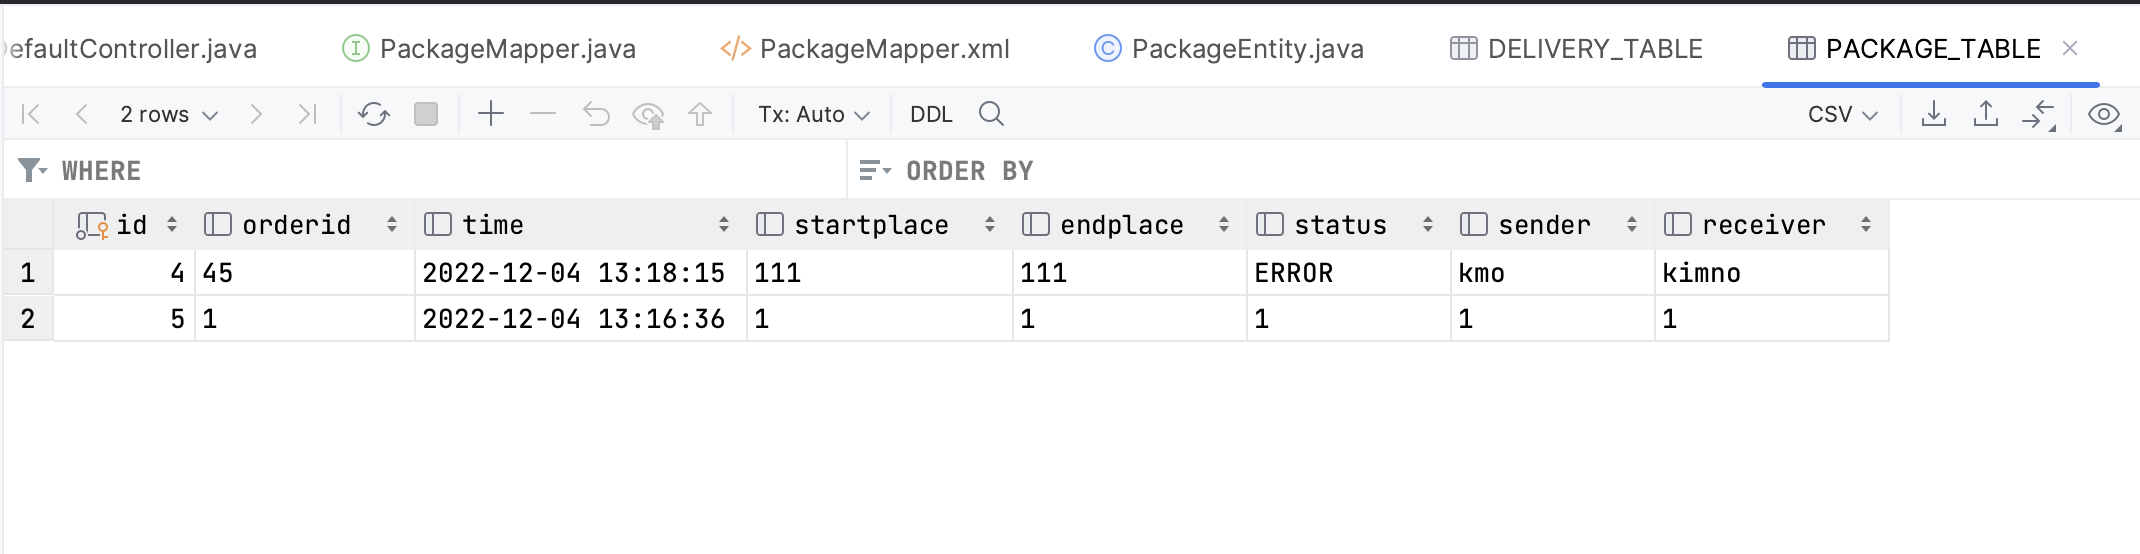 efaultController.java PackageMapper.java PackageMapper.xml PackageEntity.java DELIVERY_TABLE PACKAGE_TABLE
2 rows Tx: Auto DDL CSV
WHERE ORDER BY
id orderid time startplace endplace status sender receiver
1 4 45 2022-12-04 13:18:15 111 111 ERROR kmo kimno
2 5 1 2022-12-04 13:16:36 1 1 1 1 1